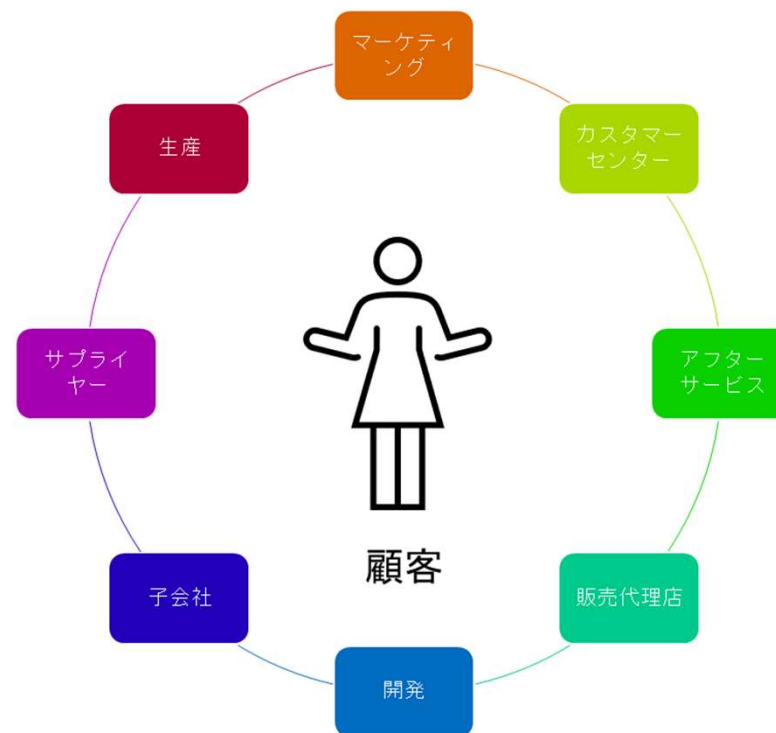 マーケティ
ング
カスタマー
センター
アフター
サービス
販売代理店
開発
子会社
サプライ
ヤー
生産
顧客